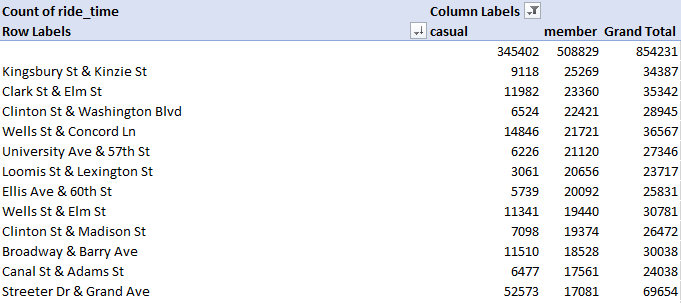 Count of ride_time Column Labels
Row Labels casual member Grand Total
345402 508829 854231
Kingsbury St & Kinzie St 9118 25269 34387
Clark St & Elm St 11982 23360 35342
Clinton St & Washington Blvd 6524 22421 28945
Wells St & Concord Ln 14846 21721 36567
University Ave & 57th St 6226 21120 27346
Loomis St & Lexington St 3061 20656 23717
Ellis Ave & 60th St 5739 20092 25831
Wells St & Elm St 11341 19440 30781
Clinton St & Madison St 7098 19374 26472
Broadway & Barry Ave 11510 18528 30038
Canal St & Adams St 6477 17561 24038
Streeter Dr & Grand Ave 52573 17081 69654